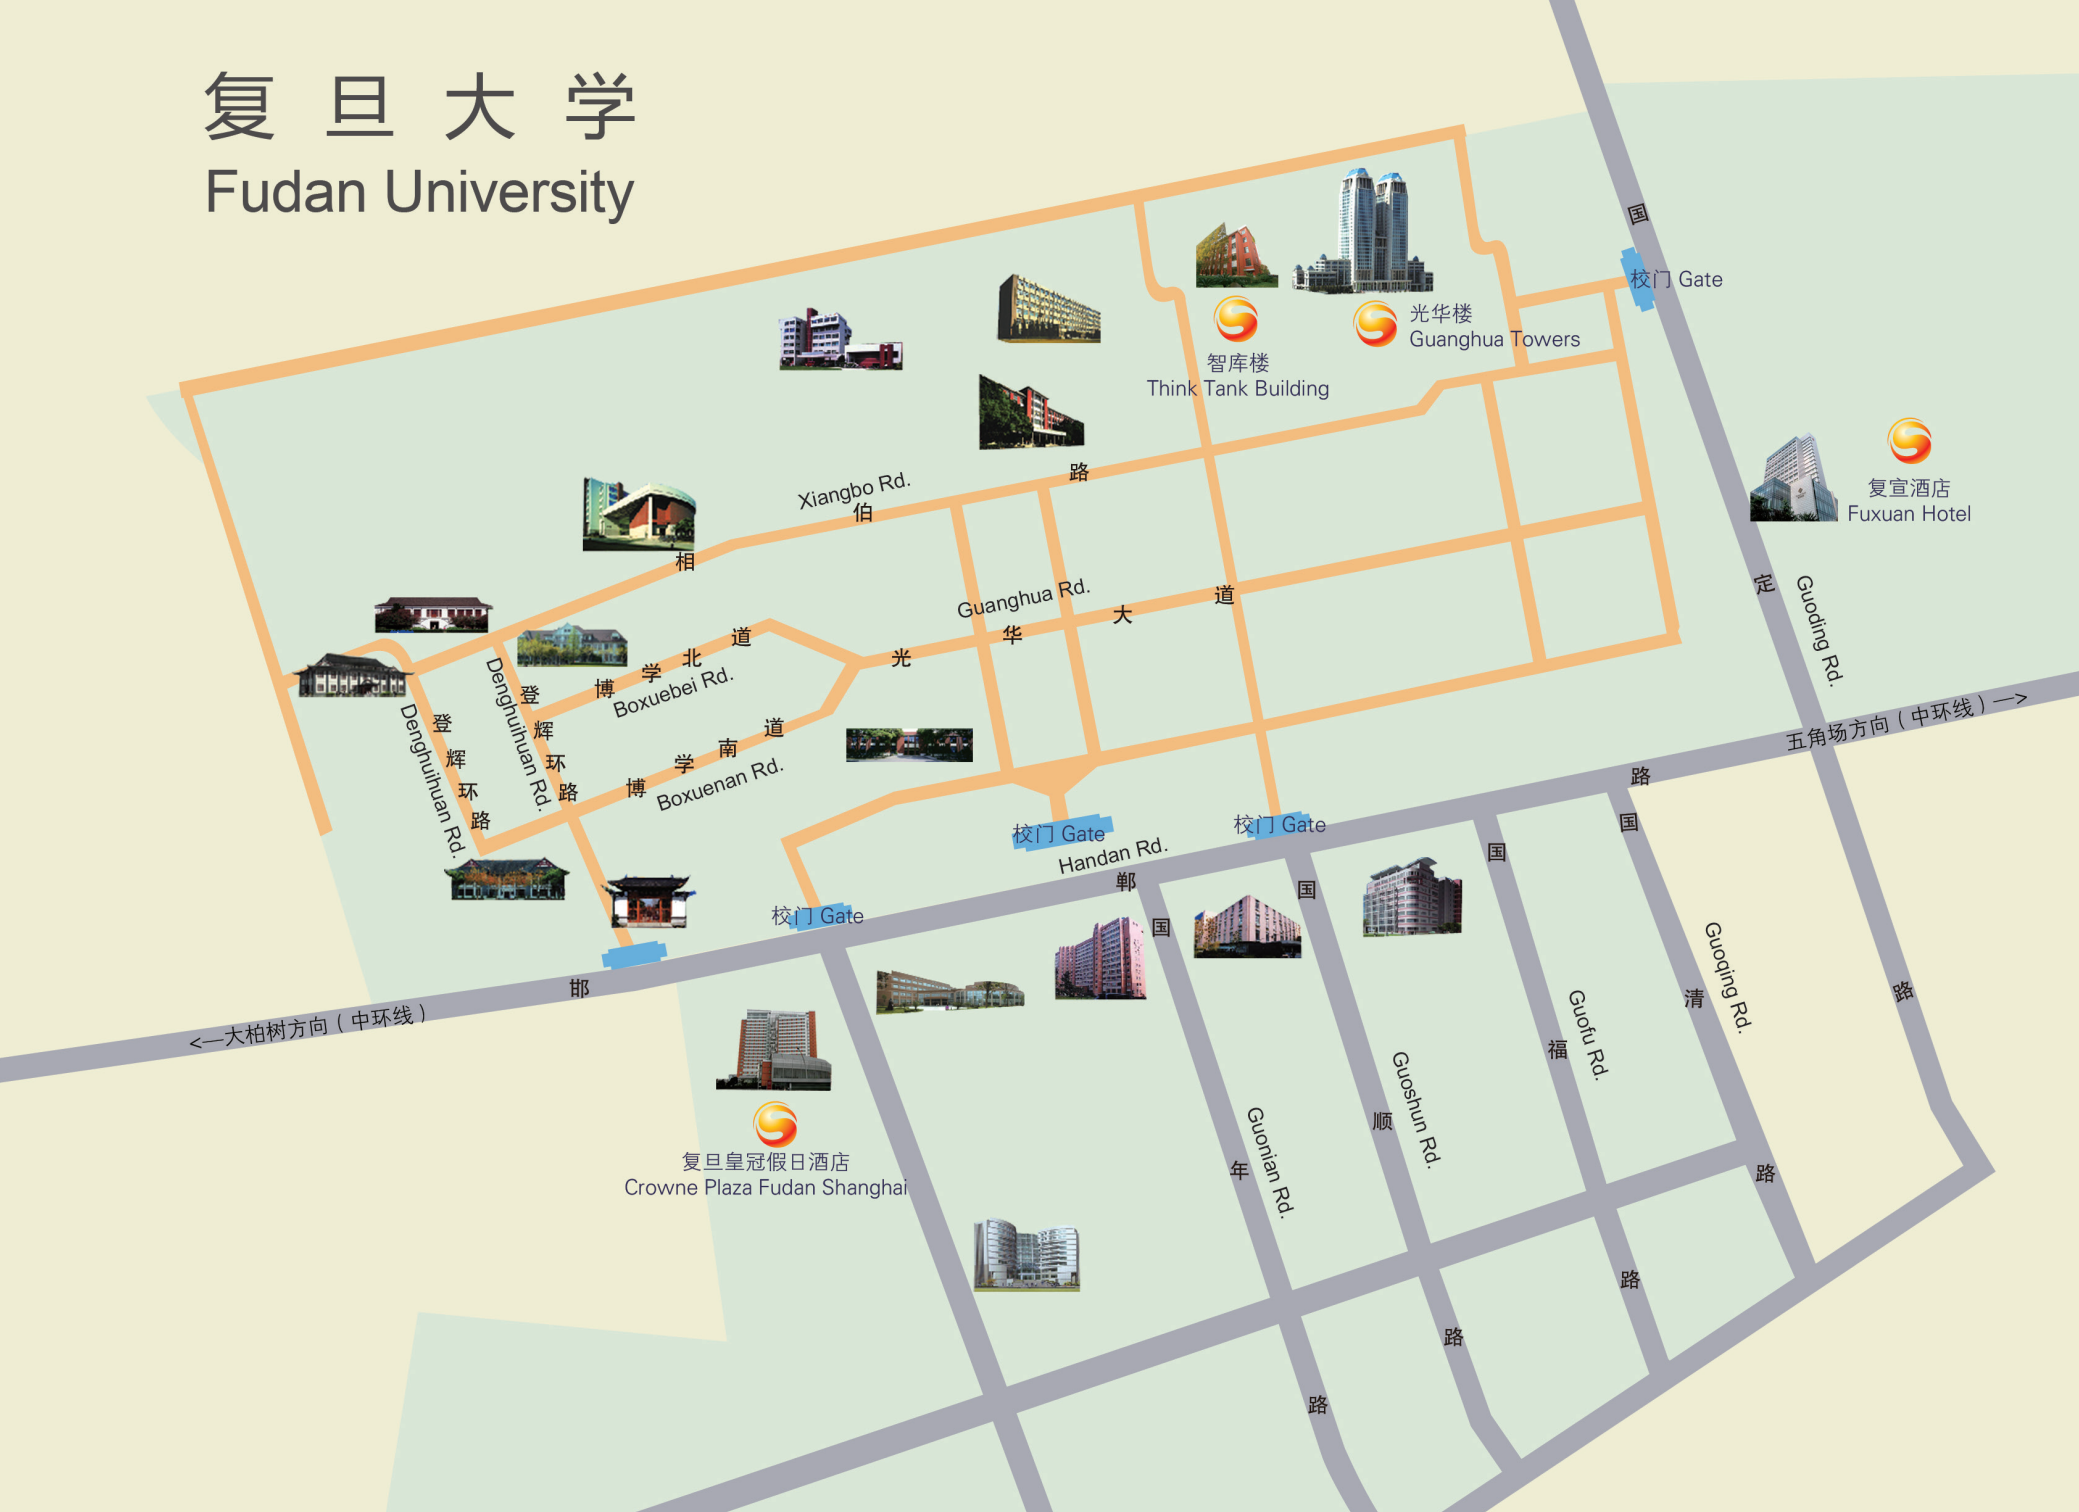 复旦大学
Fudan University
国
校门 Gate
光华楼
Guanghua Towers
智库楼
Think Tank Building
复宣酒店
Fuxuan Hotel
路
Xiangbo Rd.
伯
相
定
Guoding Rd.
路
Guanghua Rd.
道
大
华
光
道
北
学
博
Boxuebei Rd.
登
辉
环
路
Denghuihuan Rd.
登
辉
环
路
Denghuihuan Rd.
道
南
学
博
Boxuenan Rd.
五角场方向（中环线）—>
路
校门 Gate
校门 Gate
Handan Rd.
郸
校门 Gate
邯
<—大柏树方向（中环线）
国
清
路
Guoqing Rd.
国
福
路
Guofu Rd.
国
顺
路
Guoshun Rd.
国
年
路
Guonian Rd.
复旦皇冠假日酒店
Crowne Plaza Fudan Shanghai